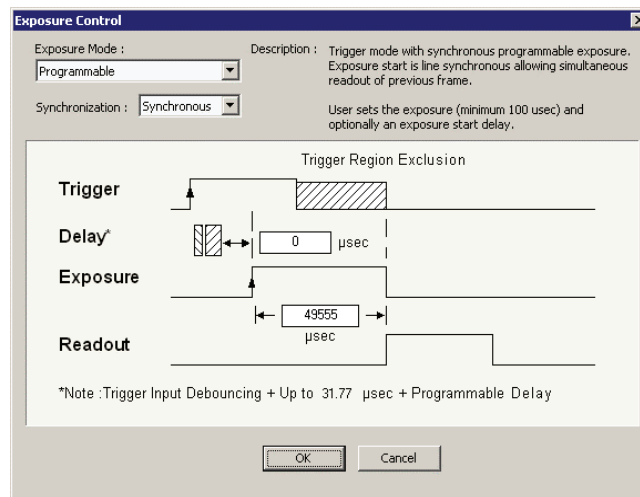 Exposure Control
Exposure Mode :
Programmable
Synchronization : Synchronous
Description : Trigger mode with synchronous programmable exposure.
Exposure start is line synchronous allowing simultaneous
readout of previous frame.
User sets the exposure (minimum 100 usec) and
optionally an exposure start delay.
Trigger Region Exclusion
Trigger
Delay*
0 µsec
Exposure
49555
µsec
Readout
*Note :Trigger Input Debouncing + Up to 31.77 µsec + Programmable Delay
OK
Cancel